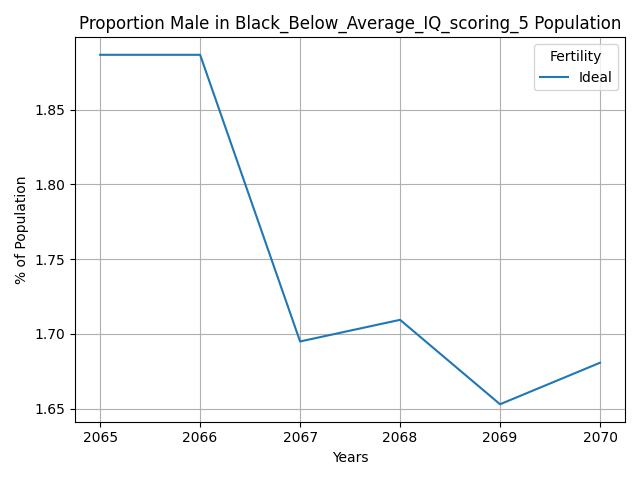 Proportion Male in Black_Below_Average_IQ_scoring_5 Population
Fertility
Ideal
% of Population
1.85
1.80
1.75
1.70
1.65
2065 2066 2067 2068 2069 2070
Years